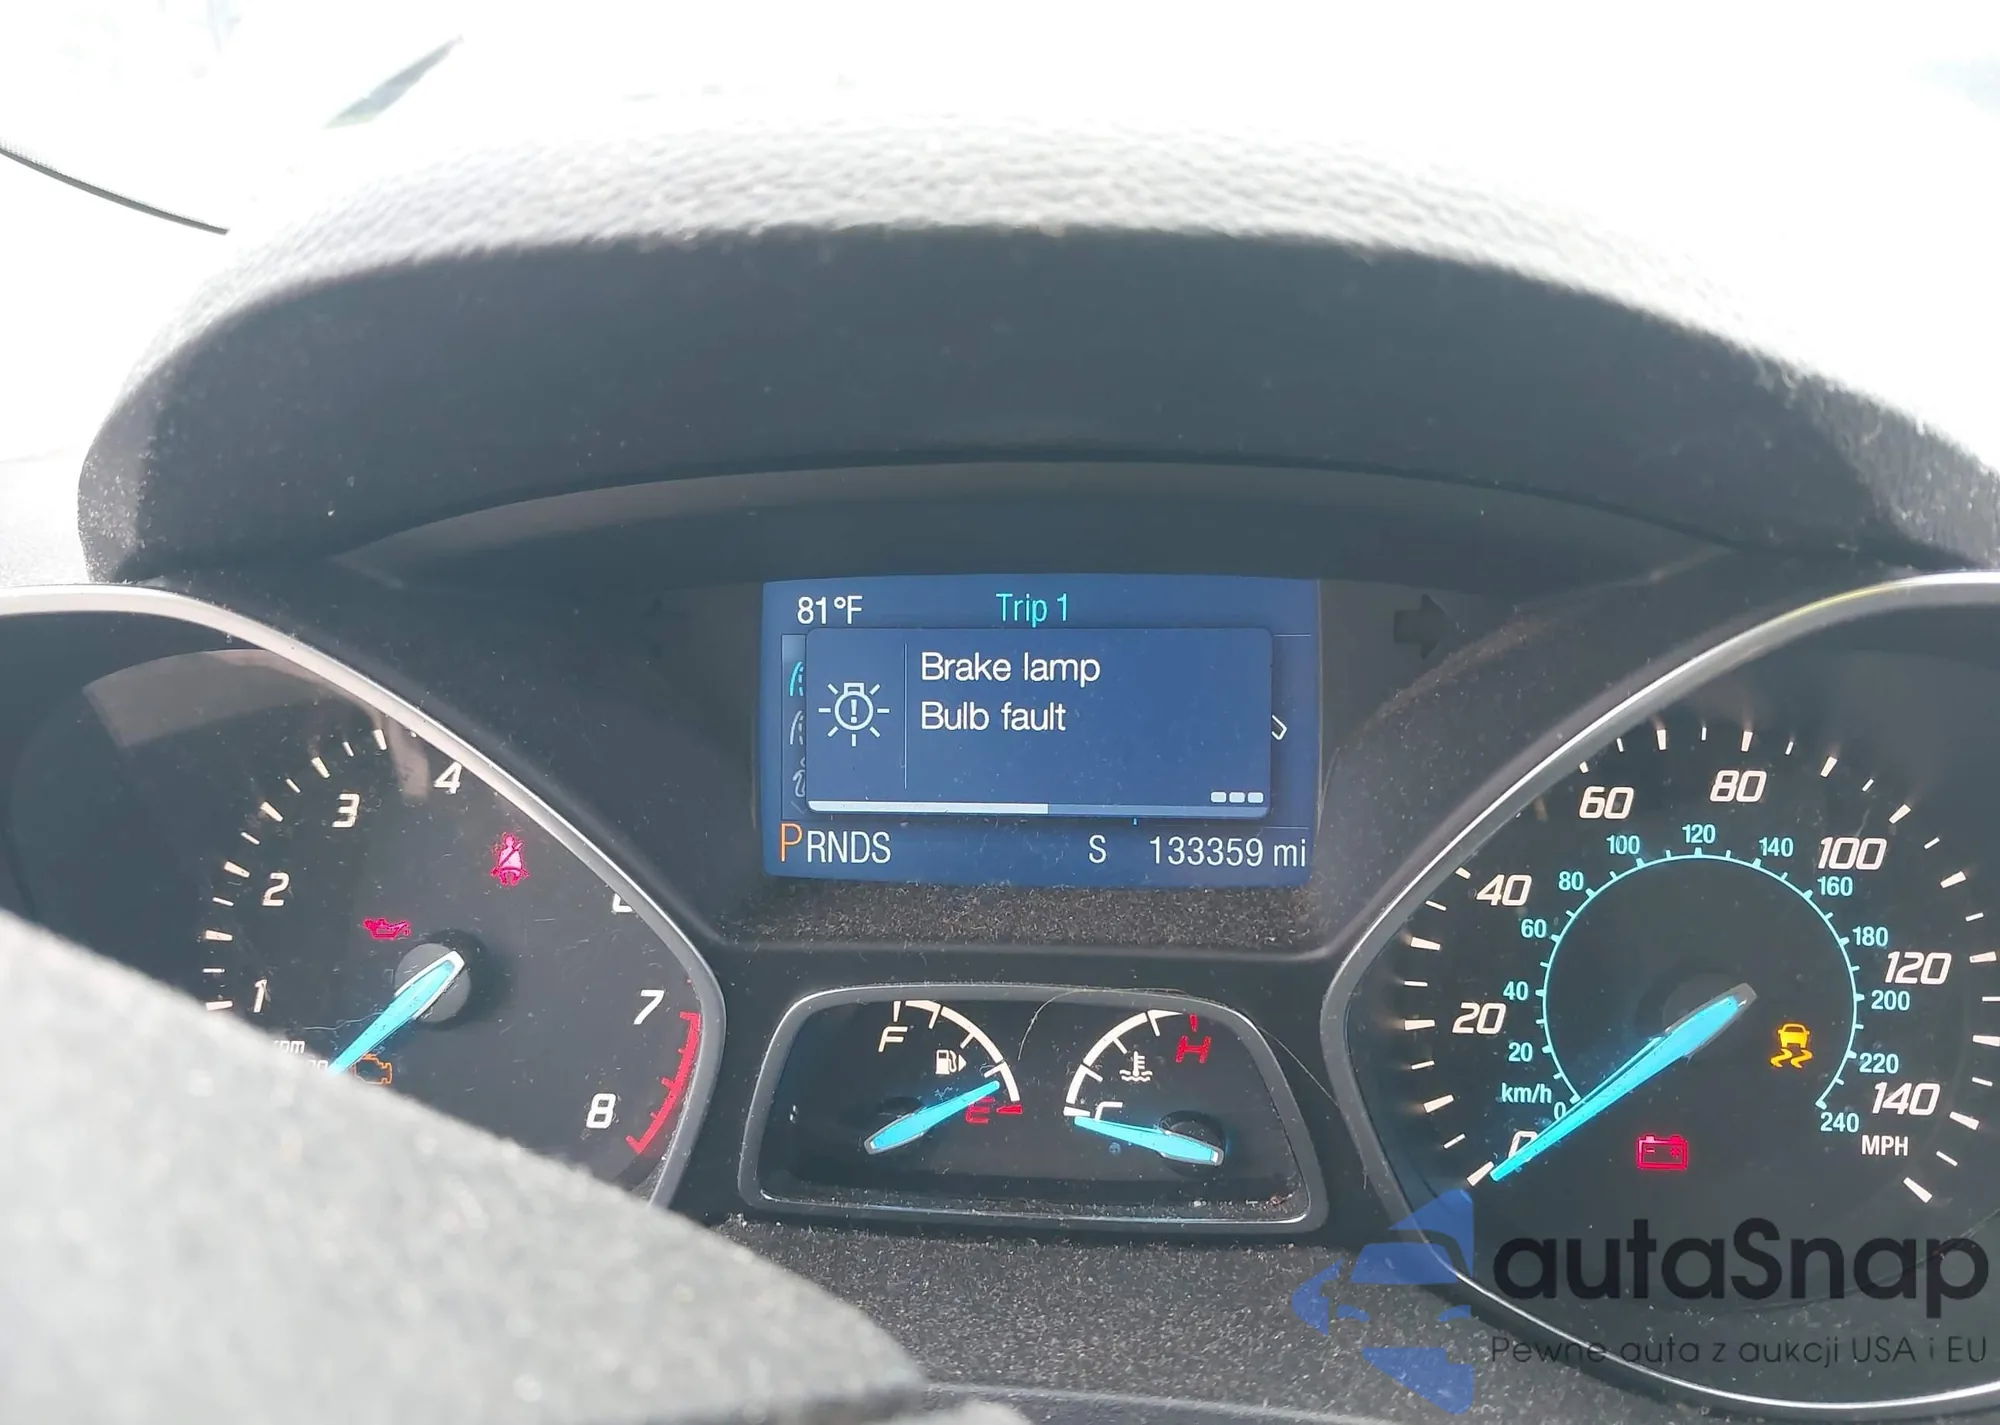 81°F
Trip 1
Brake lamp
Bulb fault
PRNDS
S
133359 mi
1
2
3
4
7
8
F
E
C
H
0
20
40
60
80
100
120
140
MPH
km/h
0
20
40
60
80
100
120
140
160
180
200
220
240
autaSnap
Pewne auta z aukcji USA i EU